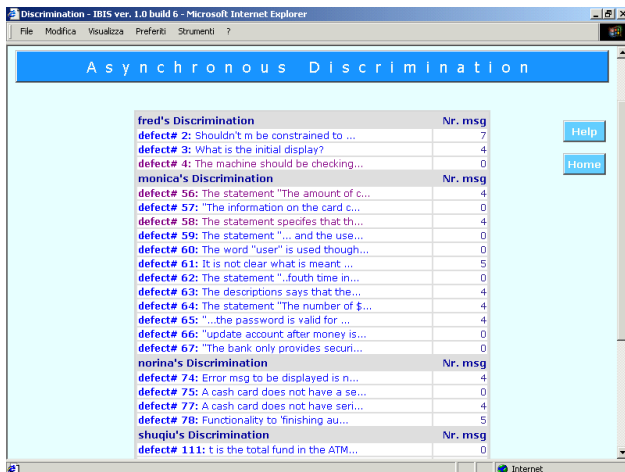 Discrimination - IBIS ver. 1.0 build 6 - Microsoft Internet Explorer
File Modifica Visualizza Preferiti Strumenti ?
Asynchronous Discrimination
fred's Discrimination Nr. msg
defect# 2: Shouldn't m be constrained to ... 7
defect# 3: What is the initial display? 4
defect# 4: The machine should be checking... 0
monica's Discrimination Nr. msg
defect# 56: The statement "The amount of c... 4
defect# 57: "The information on the card c... 0
defect# 58: The statement specifes that th... 4
defect# 59: The statement "... and the use... 0
defect# 60: The word "user" is used though... 0
defect# 61: It is not clear what is meant ... 5
defect# 62: The statement "..fouth time in... 0
defect# 63: The descriptions says that the... 4
defect# 64: The statement "The number of $... 4
defect# 65: "...the password is valid for ... 4
defect# 66: "update account after money is... 0
defect# 67: "The bank only provides securi... 0
norina's Discrimination Nr. msg
defect# 74: Error msg to be displayed is n... 4
defect# 75: A cash card does not have a se... 0
defect# 77: A cash card does not have seri... 4
defect# 78: Functionality to 'finishing au... 5
shuqiu's Discrimination Nr. msg
defect# 111: t is the total fund in the ATM... 0
Help
Home
Internet